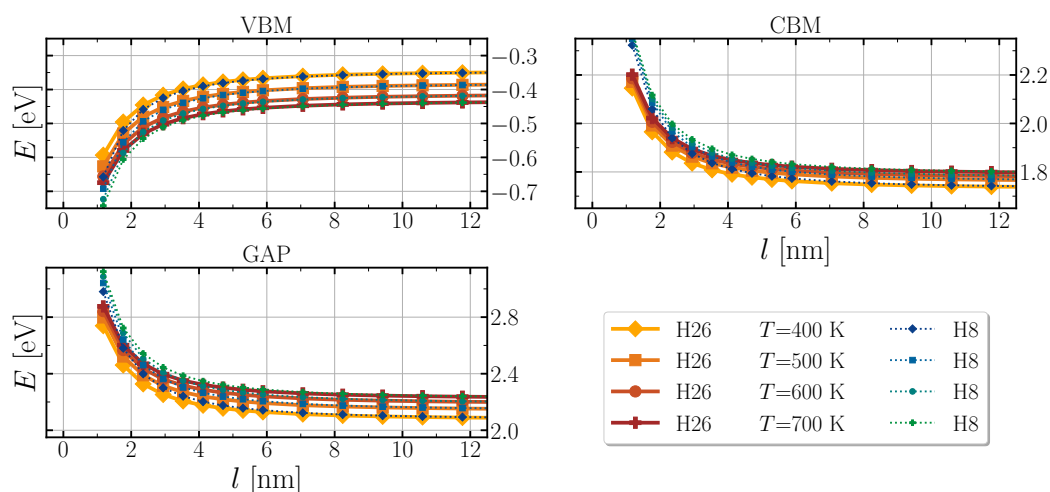 VBM
CBM
E [eV]
−0.3
−0.4
−0.5
−0.6
−0.7
0 2 4 6 8 10 12
2.2
2.0
1.8
0 2 4 6 8 10 12
l [nm]
GAP
E [eV]
2.8
2.4
2.0
0 2 4 6 8 10 12
l [nm]
H26 T=400 K H8
H26 T=500 K H8
H26 T=600 K H8
H26 T=700 K H8